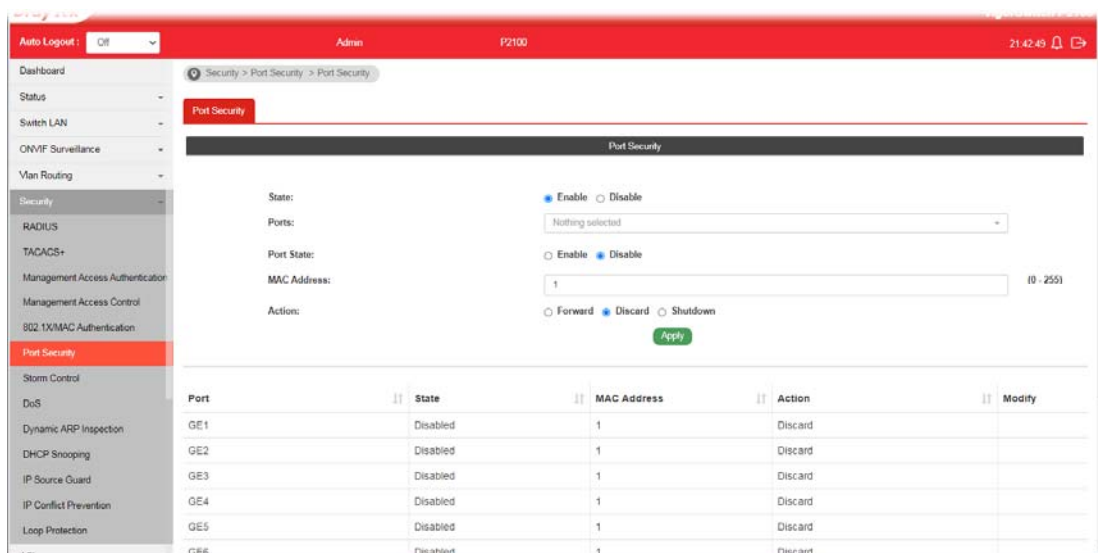 Auto Logout : Off
Admin
P2100
21:42:49
Dashboard
Status
Switch LAN
ONVIF Surveillance
Vlan Routing
Security
RADIUS
TACACS+
Management Access Authentication
Management Access Control
802.1X/MAC Authentication
Port Security
Storm Control
DoS
Dynamic ARP Inspection
DHCP Snooping
IP Source Guard
IP Conflict Prevention
Loop Protection
Security > Port Security > Port Security
Port Security
Port Security
State: Enable Disable
Ports: Nothing selected
Port State: Enable Disable
MAC Address: 1 (0 - 255)
Action: Forward Discard Shutdown
Apply
Port State MAC Address Action Modify
GE1 Disabled 1 Discard
GE2 Disabled 1 Discard
GE3 Disabled 1 Discard
GE4 Disabled 1 Discard
GE5 Disabled 1 Discard
GE6 Disabled 1 Discard